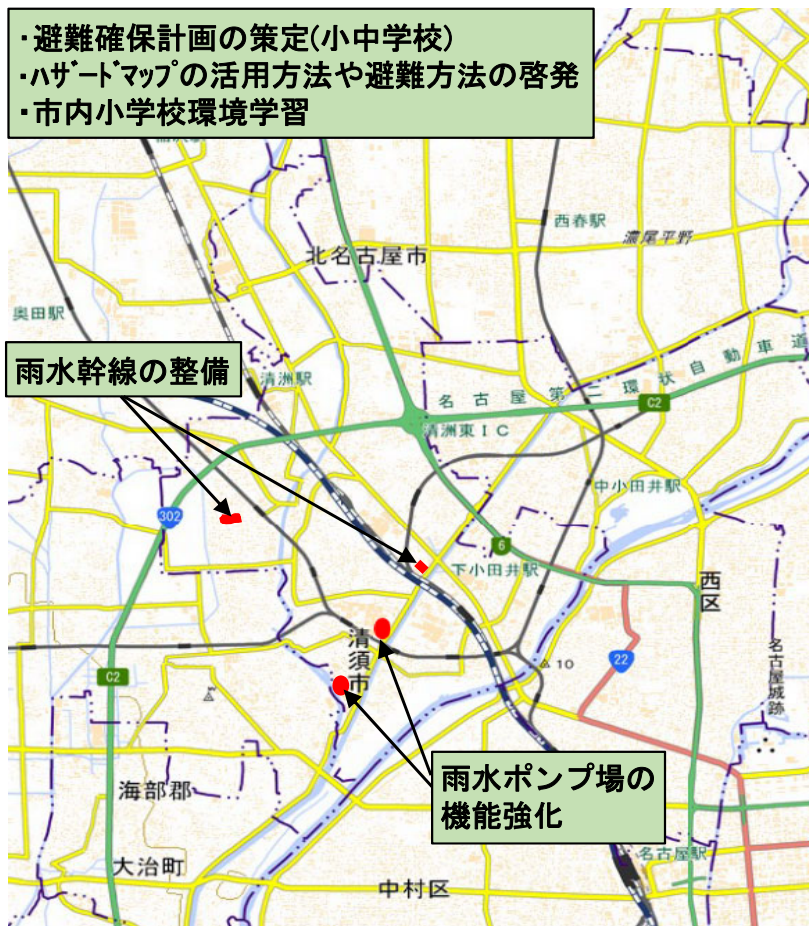 ・避難確保計画の策定(小中学校)
・ﾊｻﾞｰﾄﾞﾏｯﾌﾟの活用方法や避難方法の啓発
・市内小学校環境学習
西春駅
濃尾平野
北名古屋市
奥田駅
雨水幹線の整備
清洲駅
名古屋第二環状自動車道
C2
清洲東IC
中小田井駅
302
6
下小田井駅
西区
清須市
10
22
名古屋城跡
C2
雨水ポンプ場の
機能強化
海部郡
名古屋駅
大治町
中村区